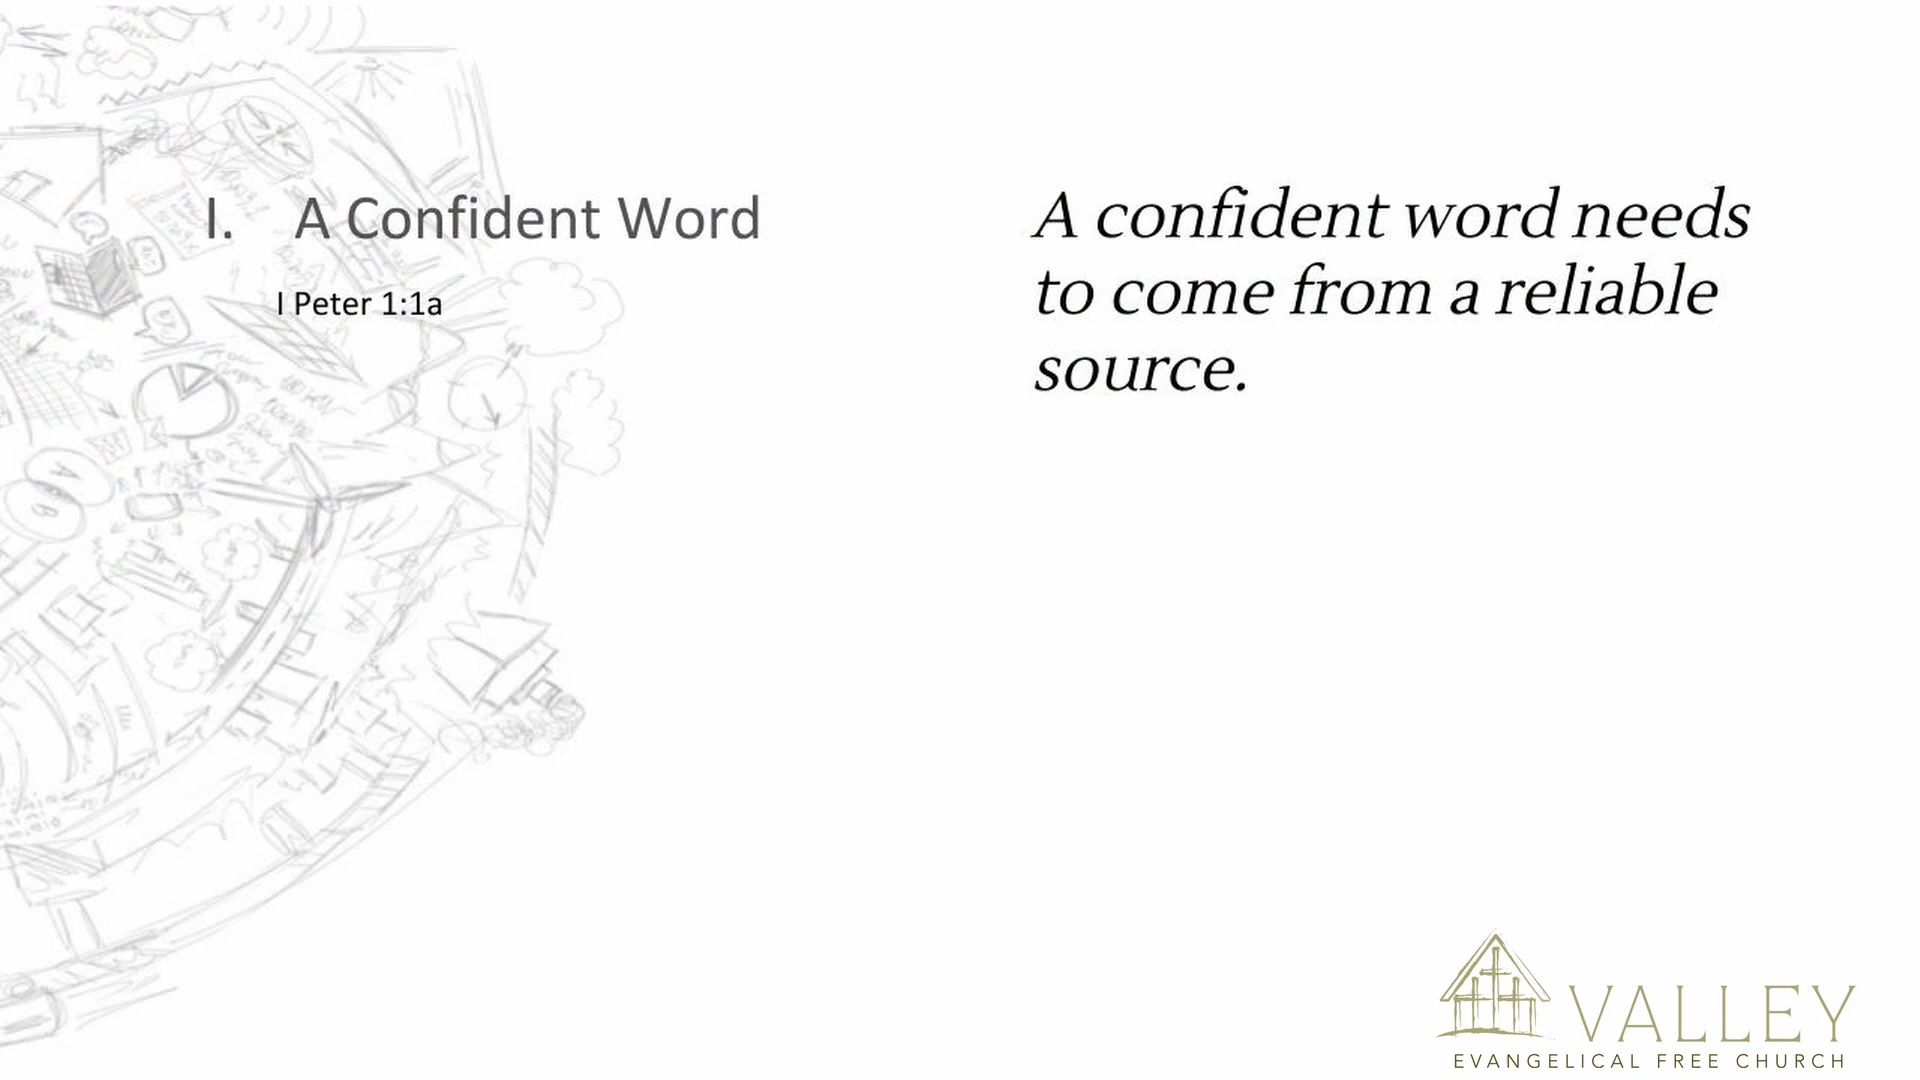 I. A Confident Word
I Peter 1:1a
A confident word needs
to come from a reliable
source.
VALLEY
EVANGELICAL FREE CHURCH